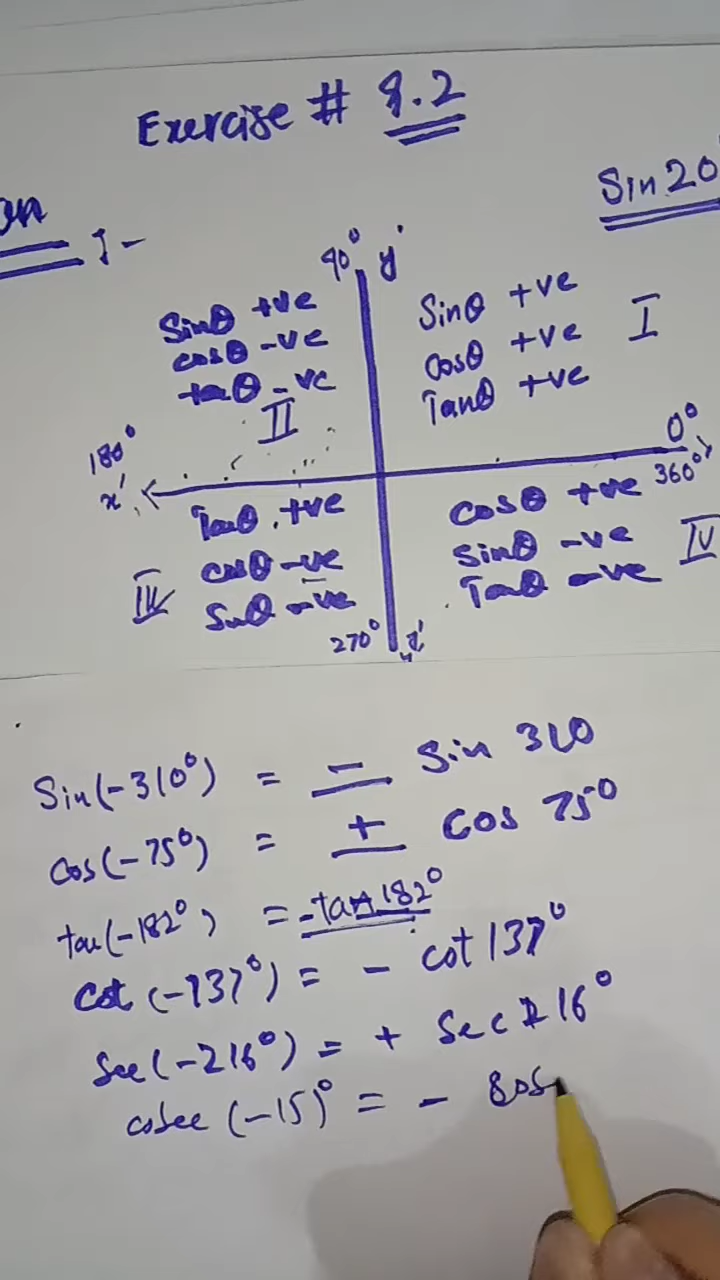 Exercise # 9.2
Sin 20
on :-
90° y
Sinθ +ve
cosθ -ve
tanθ -ve
II
Sinθ +ve
Cosθ +ve
Tanθ +ve
I
180°
x'
0°
360°
Tanθ +ve
cosθ -ve
Sinθ -ve
III
cosθ +ve
Sinθ -ve
Tanθ -ve
IV
270° y'
Sin(-310°) = - Sin 310
Cos(-75°) = + Cos 75°
tan(-182°) = -tan 182°
Cot (-137°) = - cot 137°
Sec(-216°) = + Sec 216°
cosec (-15)° = - cos